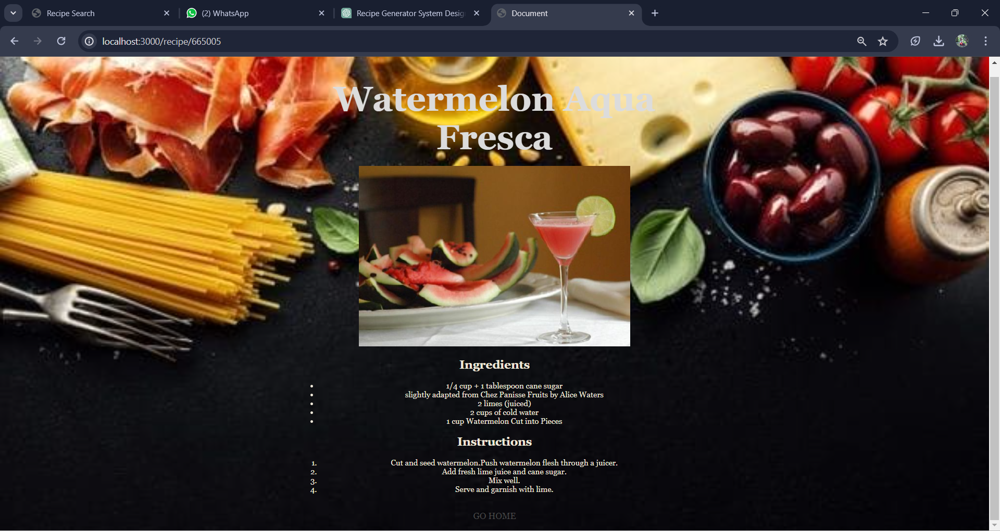 Recipe Search
(2) WhatsApp
Recipe Generator System Desig
Document
localhost:3000/recipe/665005
Watermelon Aqua
Fresca
Ingredients
• 1/4 cup + 1 tablespoon cane sugar
• slightly adapted from Chez Panisse Fruits by Alice Waters
• 2 limes (juiced)
• 2 cups of cold water
• 1 cup Watermelon Cut into Pieces
Instructions
1. Cut and seed watermelon.Push watermelon flesh through a juicer.
2. Add fresh lime juice and cane sugar.
3. Mix well.
4. Serve and garnish with lime.
GO HOME